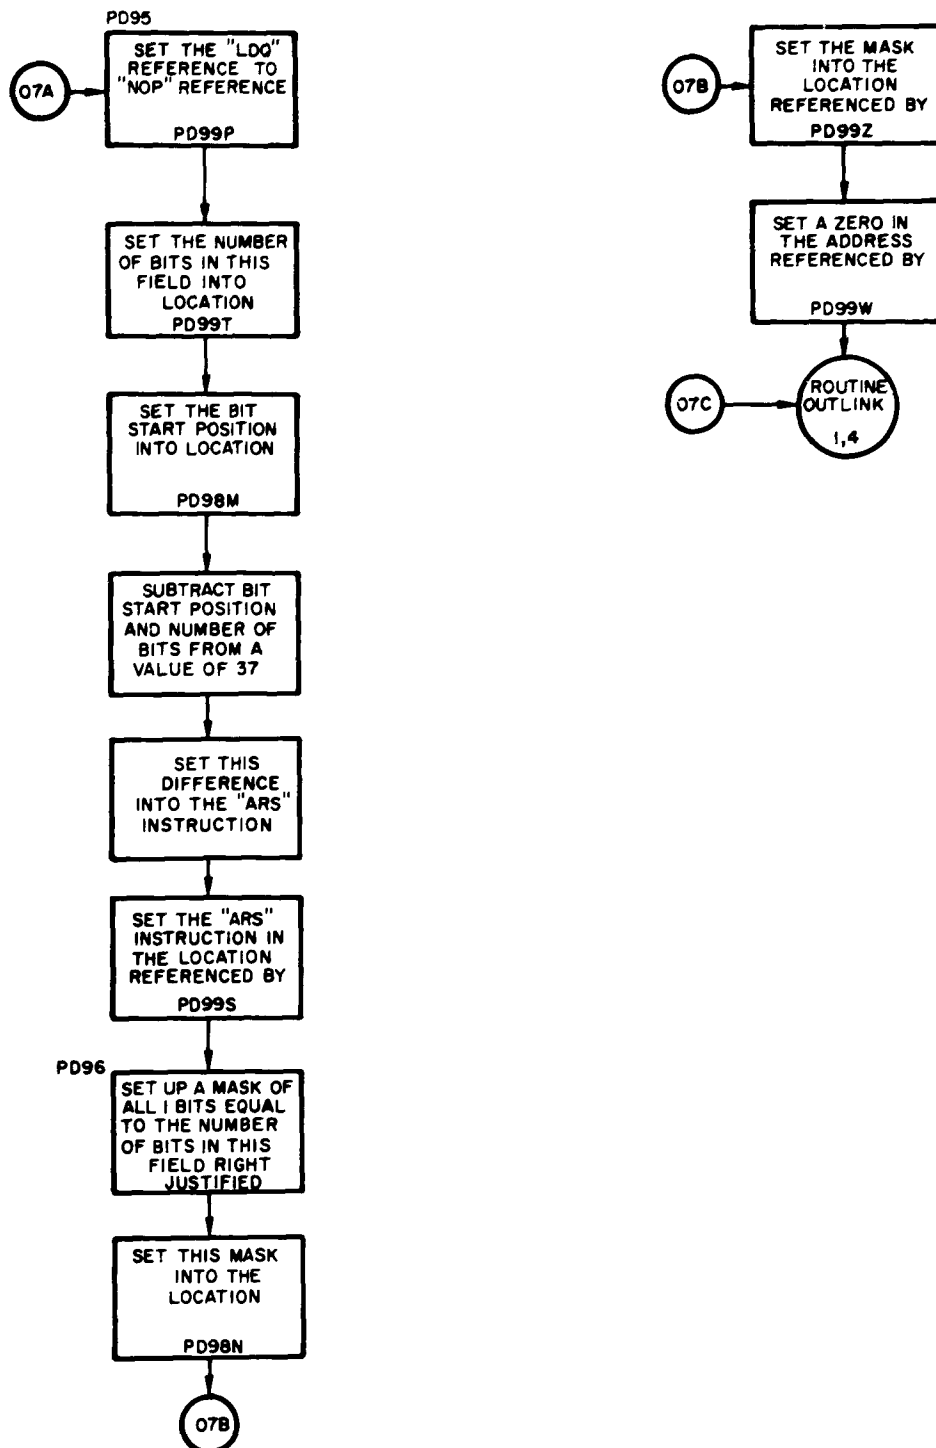 PD95
07A
SET THE "LDQ"
REFERENCE TO
"NOP" REFERENCE
PD99P
SET THE NUMBER
OF BITS IN THIS
FIELD INTO
LOCATION
PD99T
SET THE BIT
START POSITION
INTO LOCATION
PD98M
SUBTRACT BIT
START POSITION
AND NUMBER OF
BITS FROM A
VALUE OF 37
SET THIS
DIFFERENCE
INTO THE "ARS"
INSTRUCTION
SET THE "ARS"
INSTRUCTION IN
THE LOCATION
REFERENCED BY
PD99S
PD96
SET UP A MASK OF
ALL 1 BITS EQUAL
TO THE NUMBER
OF BITS IN THIS
FIELD RIGHT
JUSTIFIED
SET THIS MASK
INTO THE
LOCATION
PD98N
07B
07B
SET THE MASK
INTO THE
LOCATION
REFERENCED BY
PD99Z
SET A ZERO IN
THE ADDRESS
REFERENCED BY
PD99W
07C
ROUTINE
OUTLINK
1,4